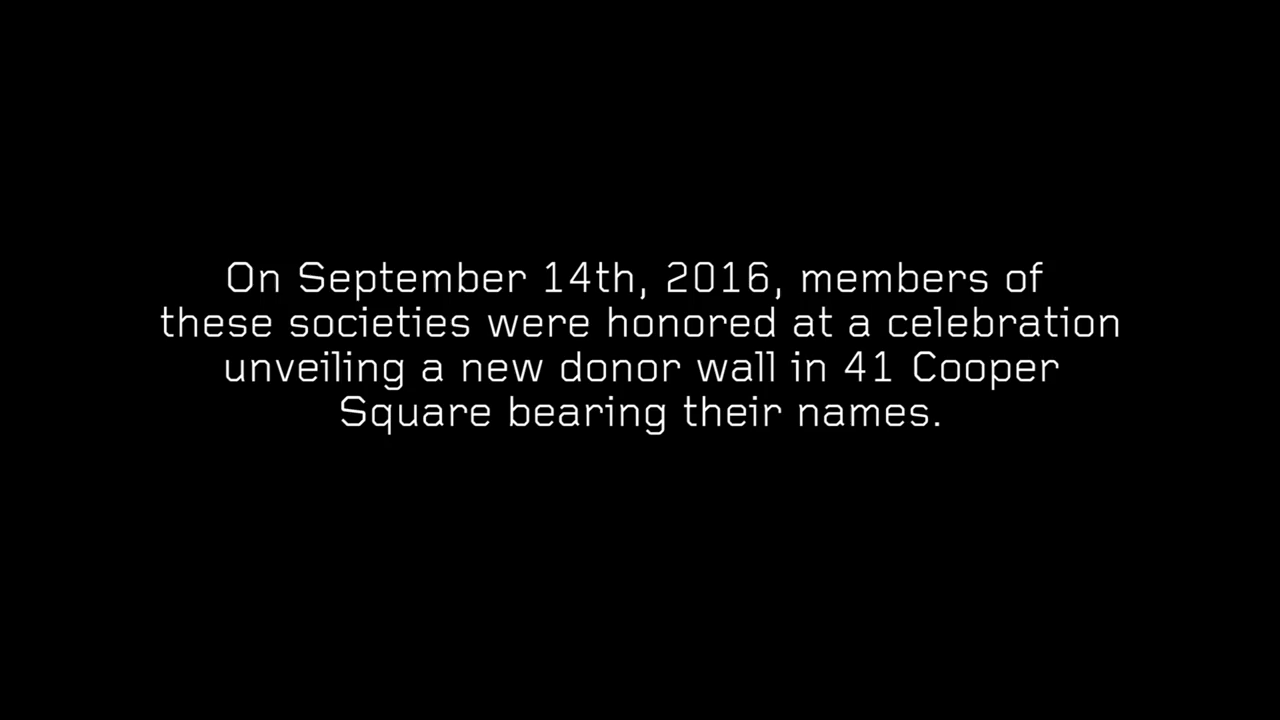 On September 14th, 2016, members of
these societies were honored at a celebration
unveiling a new donor wall in 41 Cooper
Square bearing their names.